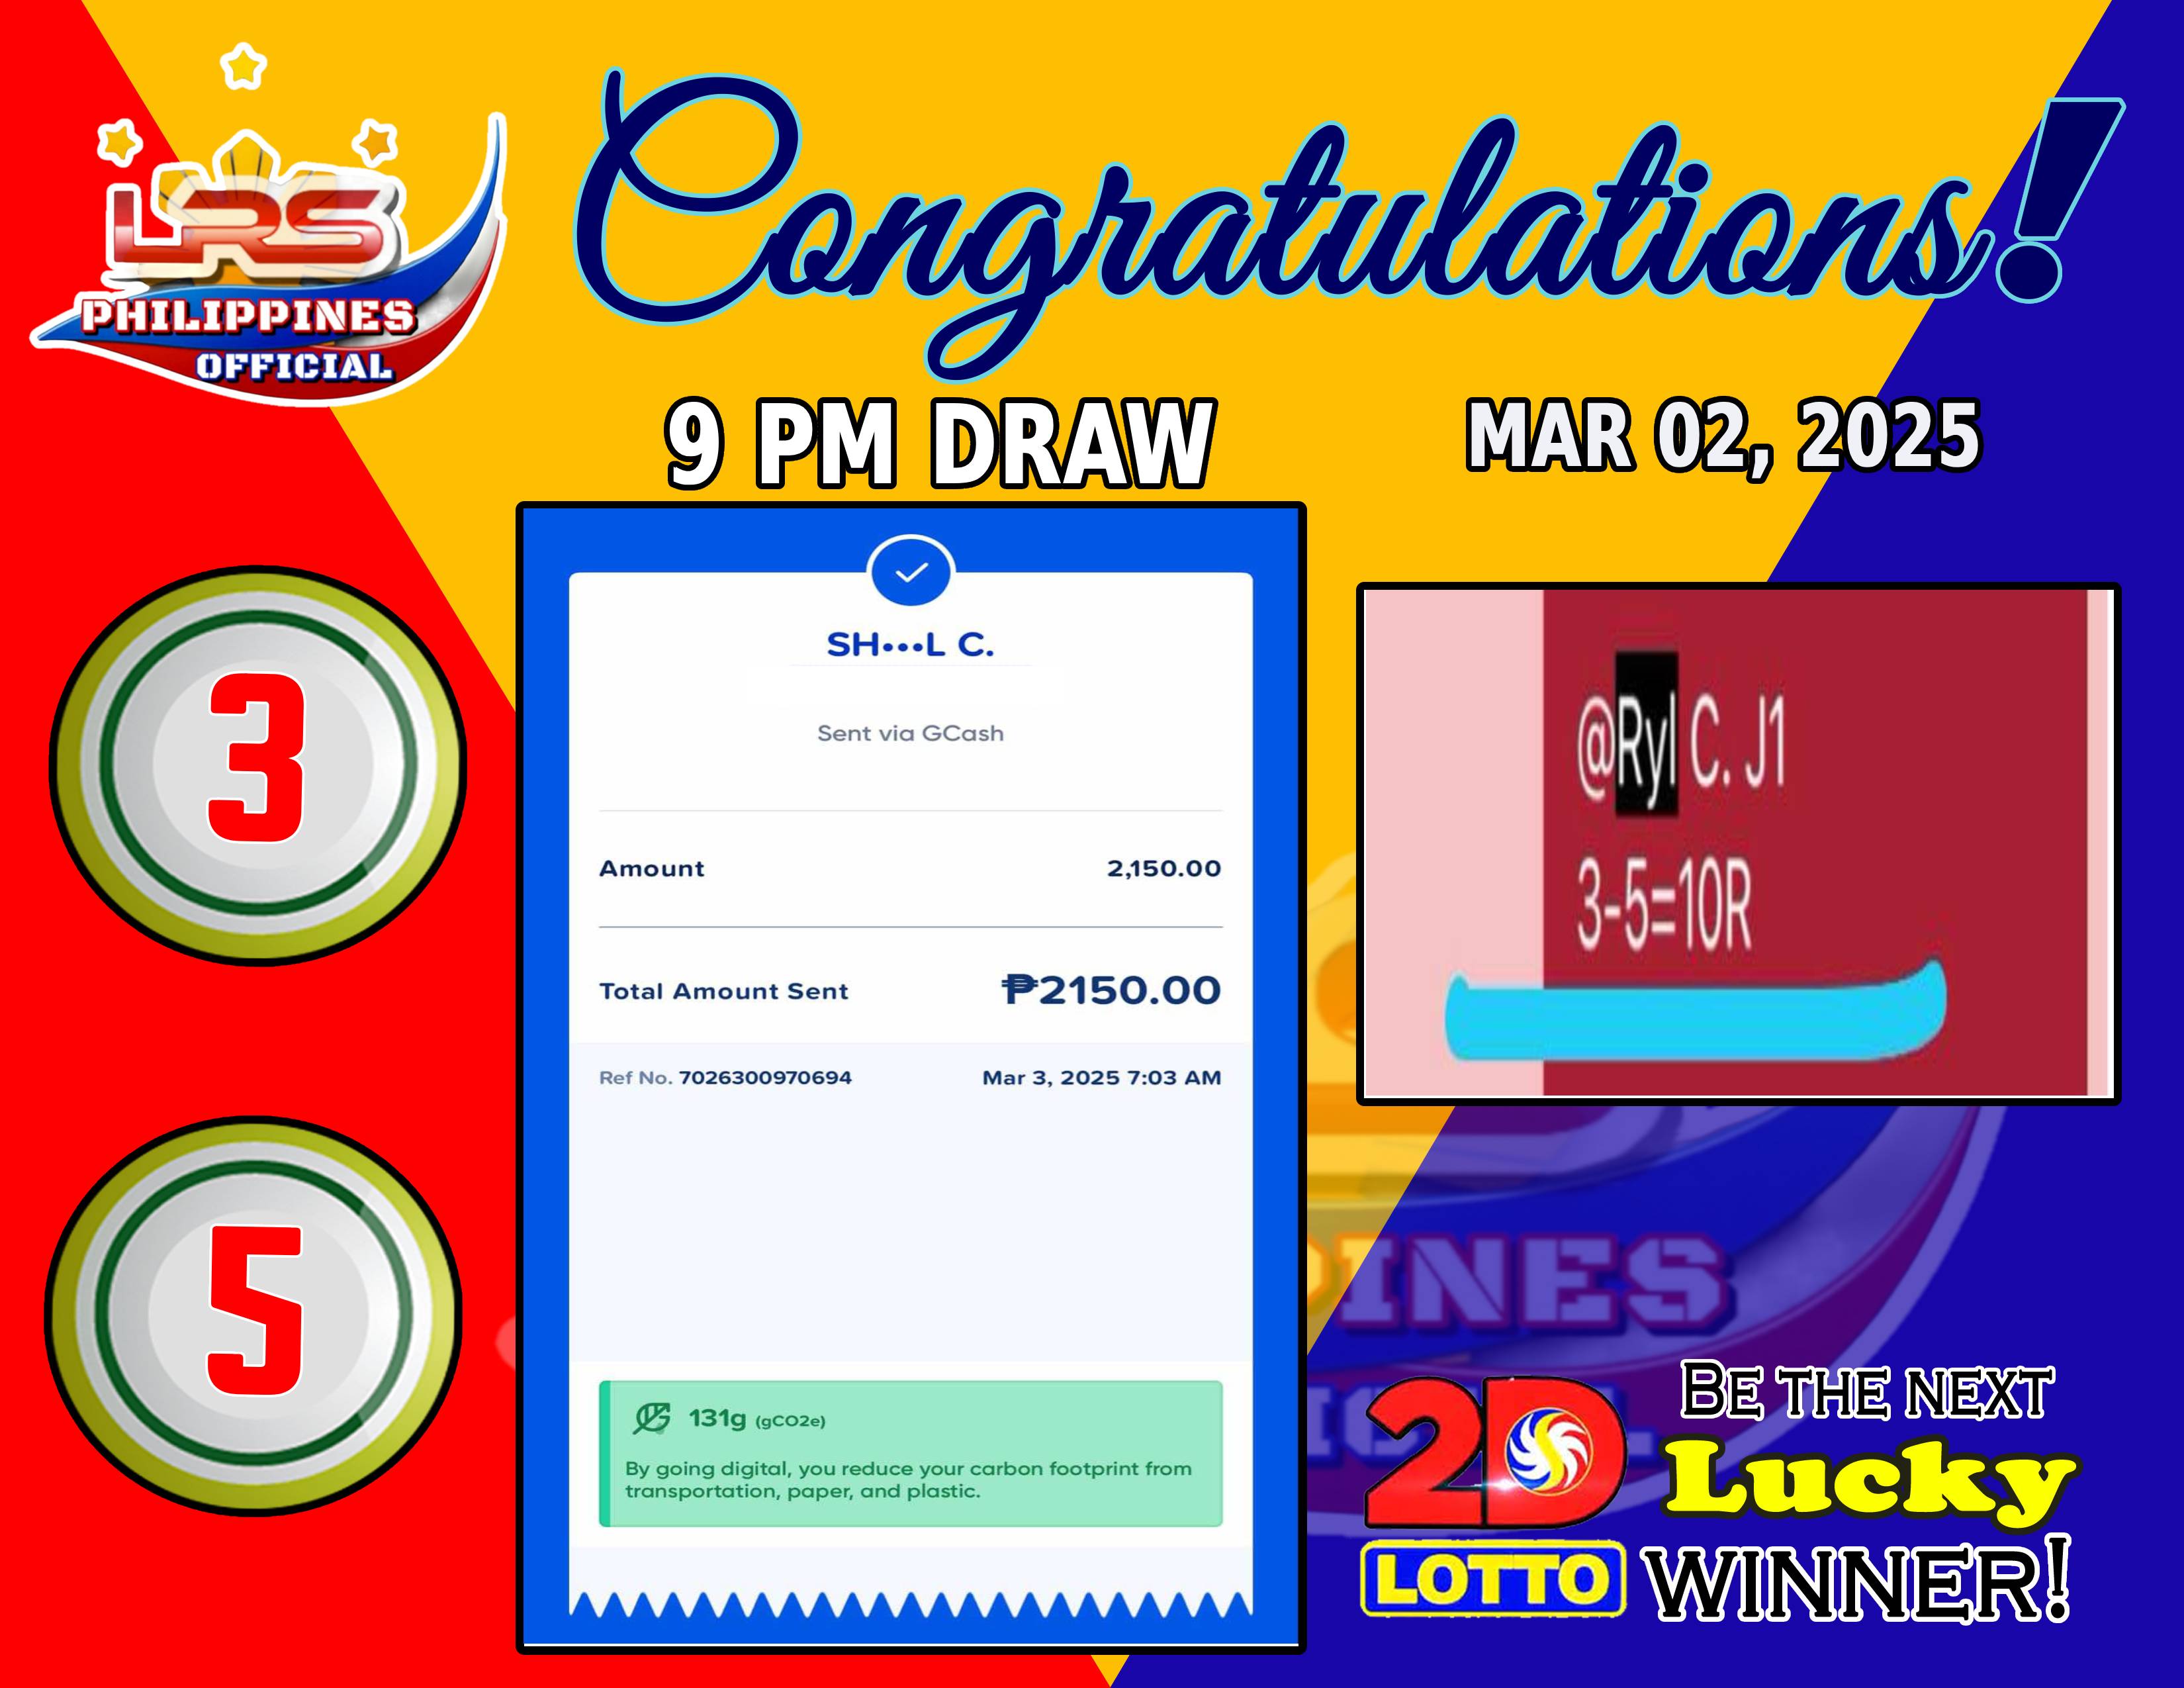 LRS
PHILIPPINES
OFFICIAL
Congratulations!
9 PM DRAW
MAR 02, 2025
3
5
SH•••L C.
Sent via GCash
Amount 2,150.00
Total Amount Sent ₱2150.00
Ref No. 7026300970694 Mar 3, 2025 7:03 AM
131g (gCO2e)
By going digital, you reduce your carbon footprint from
transportation, paper, and plastic.
@Ryl C. J1
3-5=10R
PINES
2D
LOTTO
BE THE NEXT
Lucky
WINNER!